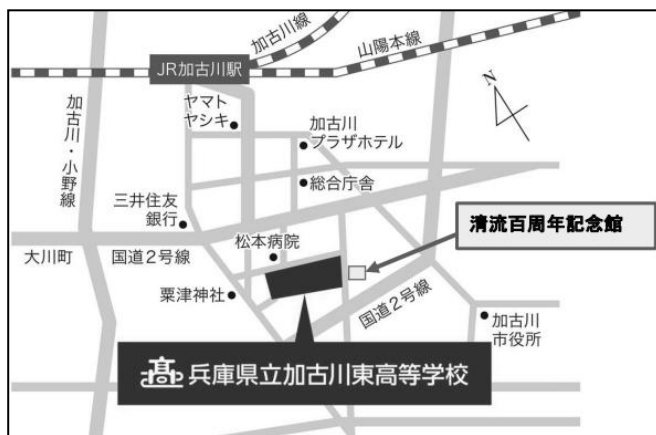 加古川線
山陽本線
JR加古川駅
N
加古川・小野線
ヤマト
ヤシキ
加古川
プラザホテル
総合庁舎
三井住友
銀行
清流百周年記念館
松本病院
大川町
国道2号線
粟津神社
国道2号線
加古川
市役所
兵庫県立加古川東高等学校